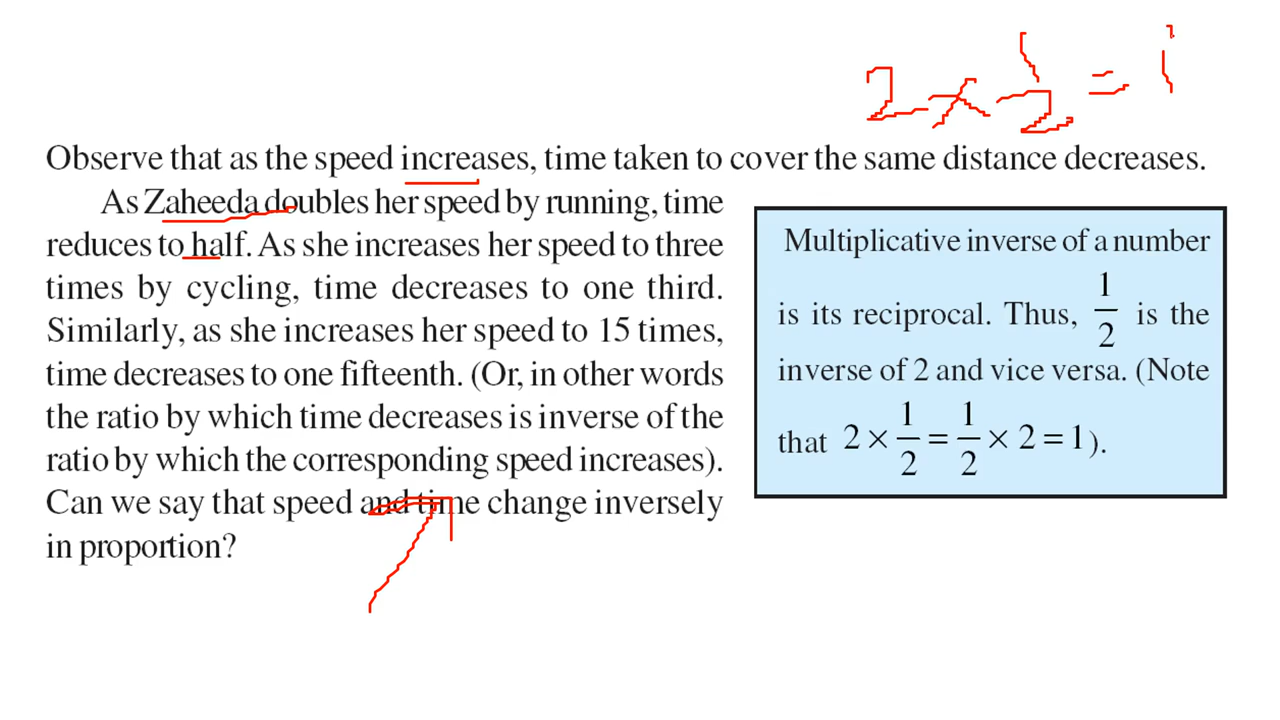 2 × 1/2 = 1
Observe that as the speed increases, time taken to cover the same distance decreases.
As Zaheeda doubles her speed by running, time
reduces to half. As she increases her speed to three
times by cycling, time decreases to one third.
Similarly, as she increases her speed to 15 times,
time decreases to one fifteenth. (Or, in other words
the ratio by which time decreases is inverse of the
ratio by which the corresponding speed increases).
Can we say that speed and time change inversely
in proportion?
Multiplicative inverse of a number
is its reciprocal. Thus, 1/2 is the
inverse of 2 and vice versa. (Note
that 2 × 1/2 = 1/2 × 2 = 1).